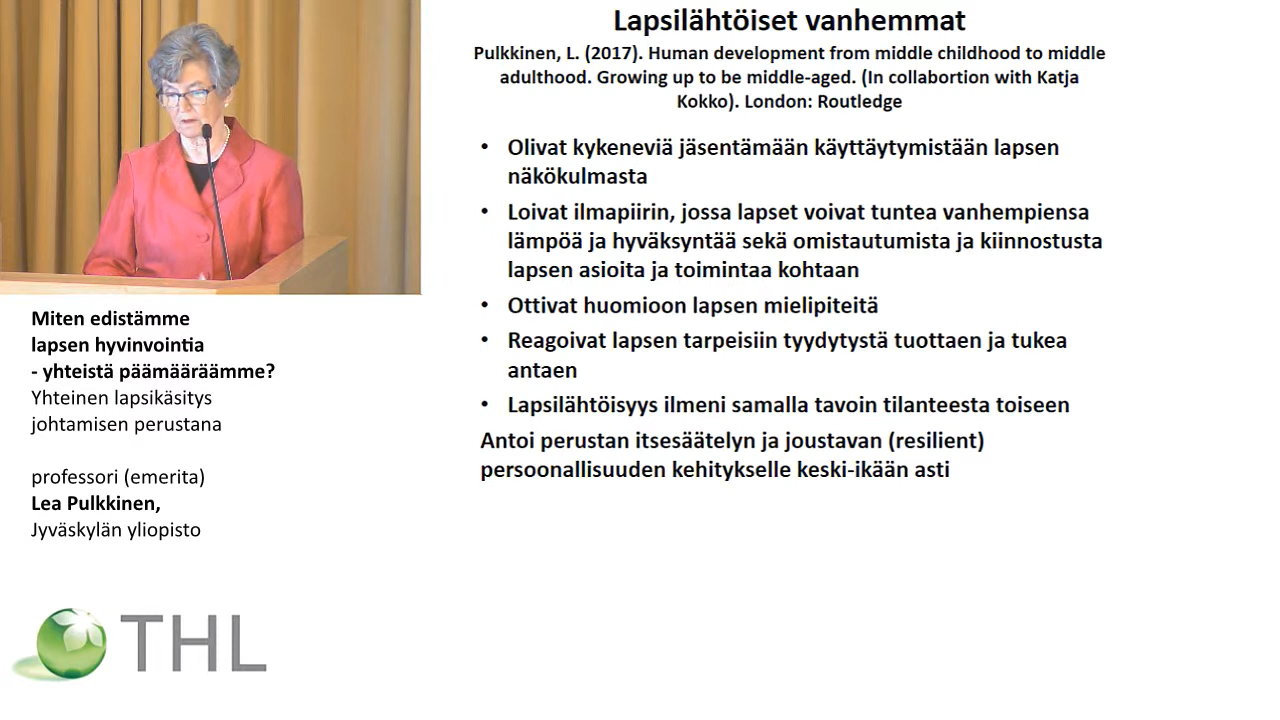 Lapsilähtöiset vanhemmat
Pulkkinen, L. (2017). Human development from middle childhood to middle
adulthood. Growing up to be middle-aged. (In collabortion with Katja
Kokko). London: Routledge
• Olivat kykeneviä jäsentämään käyttäytymistään lapsen
näkökulmasta
• Loivat ilmapiirin, jossa lapset voivat tuntea vanhempiensa
lämpöä ja hyväksyntää sekä omistautumista ja kiinnostusta
lapsen asioita ja toimintaa kohtaan
• Ottivat huomioon lapsen mielipiteitä
• Reagoivat lapsen tarpeisiin tyydytystä tuottaen ja tukea
antaen
• Lapsilähtöisyys ilmeni samalla tavoin tilanteesta toiseen
Antoi perustan itsesäätelyn ja joustavan (resilient)
persoonallisuuden kehitykselle keski-ikään asti
Miten edistämme
lapsen hyvinvointia
- yhteistä päämääräämme?
Yhteinen lapsikäsitys
johtamisen perustana
professori (emerita)
Lea Pulkkinen,
Jyväskylän yliopisto
THL